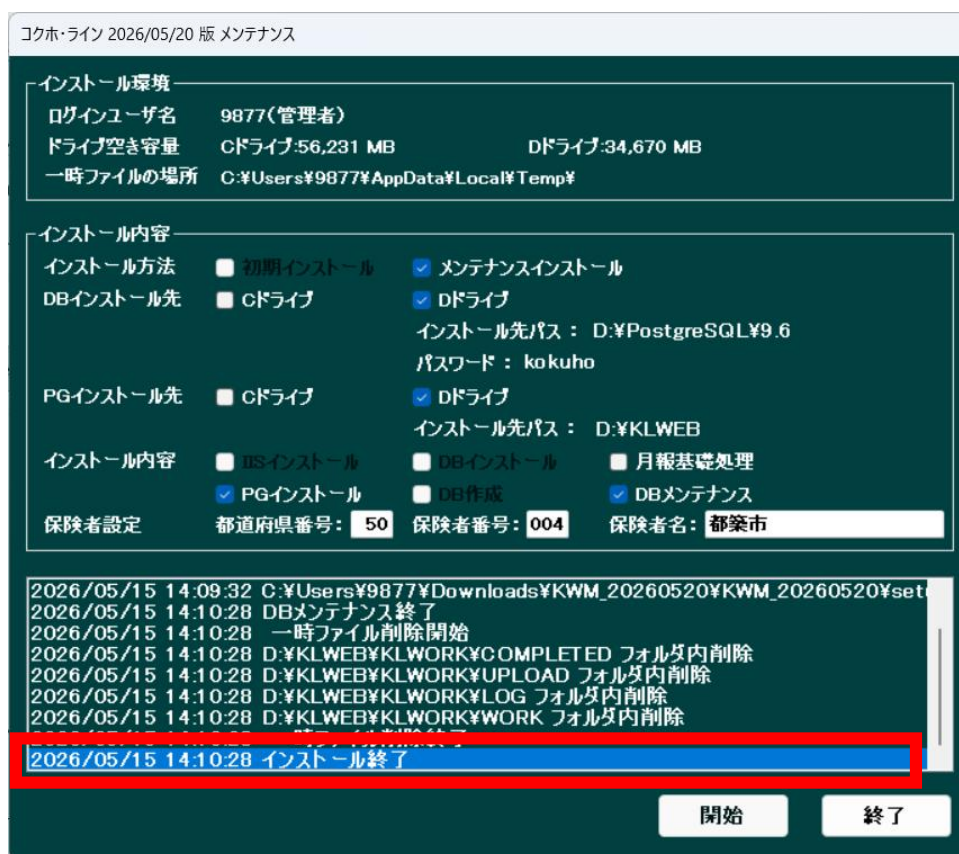 コクホ・ライン 2026/05/20 版 メンテナンス
インストール環境
ログインユーザ名 9877(管理者)
ドライブ空き容量 Cドライブ:56,231 MB Dドライブ:34,670 MB
一時ファイルの場所 C:¥Users¥9877¥AppData¥Local¥Temp¥
インストール内容
インストール方法 初期インストール メンテナンスインストール
DBインストール先 Cドライブ Dドライブ
インストール先パス : D:¥PostgreSQL¥9.6
パスワード : kokuho
PGインストール先 Cドライブ Dドライブ
インストール先パス : D:¥KLWEB
インストール内容 IISインストール DBインストール 月報基礎処理
PGインストール DB作成 DBメンテナンス
保険者設定 都道府県番号: 50 保険者番号: 004 保険者名: 都築市
2026/05/15 14:09:32 C:¥Users¥9877¥Downloads¥KWM_20260520¥KWM_20260520¥set
2026/05/15 14:10:28 DBメンテナンス終了
2026/05/15 14:10:28 一時ファイル削除開始
2026/05/15 14:10:28 D:¥KLWEB¥KLWORK¥COMPLETED フォルダ内削除
2026/05/15 14:10:28 D:¥KLWEB¥KLWORK¥UPLOAD フォルダ内削除
2026/05/15 14:10:28 D:¥KLWEB¥KLWORK¥LOG フォルダ内削除
2026/05/15 14:10:28 D:¥KLWEB¥KLWORK¥WORK フォルダ内削除
2026/05/15 14:10:28 一時ファイル削除終了
2026/05/15 14:10:28 インストール終了
開始 終了